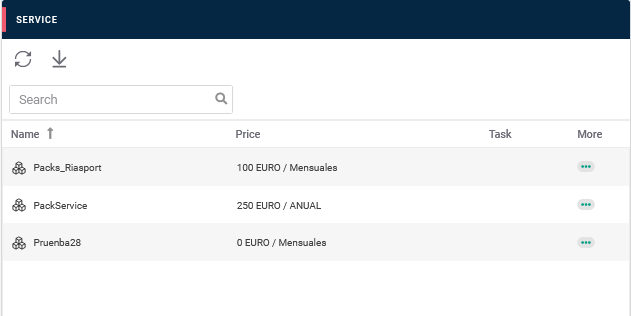 SERVICE
Search
Name Price Task More
Packs_Riasport 100 EURO / Mensuales
PackService 250 EURO / ANUAL
Pruenba28 0 EURO / Mensuales